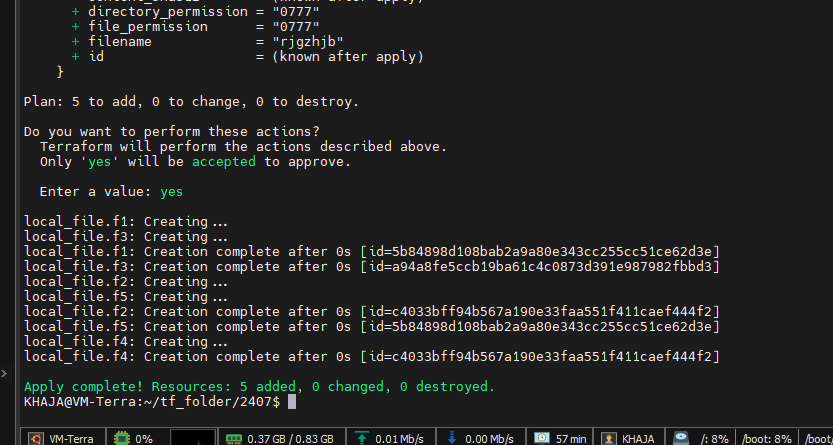 + directory_permission = "0777"
+ file_permission      = "0777"
+ filename             = "rjgzhjb"
+ id                   = (known after apply)
}
Plan: 5 to add, 0 to change, 0 to destroy.
Do you want to perform these actions?
Terraform will perform the actions described above.
Only 'yes' will be accepted to approve.
Enter a value: yes
local_file.f1: Creating...
local_file.f3: Creating...
local_file.f1: Creation complete after 0s [id=5b84898d108bab2a9a80e343cc255cc51ce62d3e]
local_file.f3: Creation complete after 0s [id=a94a8fe5ccb19ba61c4c0873d391e987982fbbd3]
local_file.f2: Creating...
local_file.f5: Creating...
local_file.f2: Creation complete after 0s [id=c4033bff94b567a190e33faa551f411caef444f2]
local_file.f5: Creation complete after 0s [id=5b84898d108bab2a9a80e343cc255cc51ce62d3e]
local_file.f4: Creating...
local_file.f4: Creation complete after 0s [id=c4033bff94b567a190e33faa551f411caef444f2]
Apply complete! Resources: 5 added, 0 changed, 0 destroyed.
KHAJA@VM-Terra:~/tf_folder/2407$
VM-Terra 0% 0.37 GB / 0.83 GB 0.01 Mb/s 0.00 Mb/s 57 min KHAJA /: 8% /boot: 8% /boot